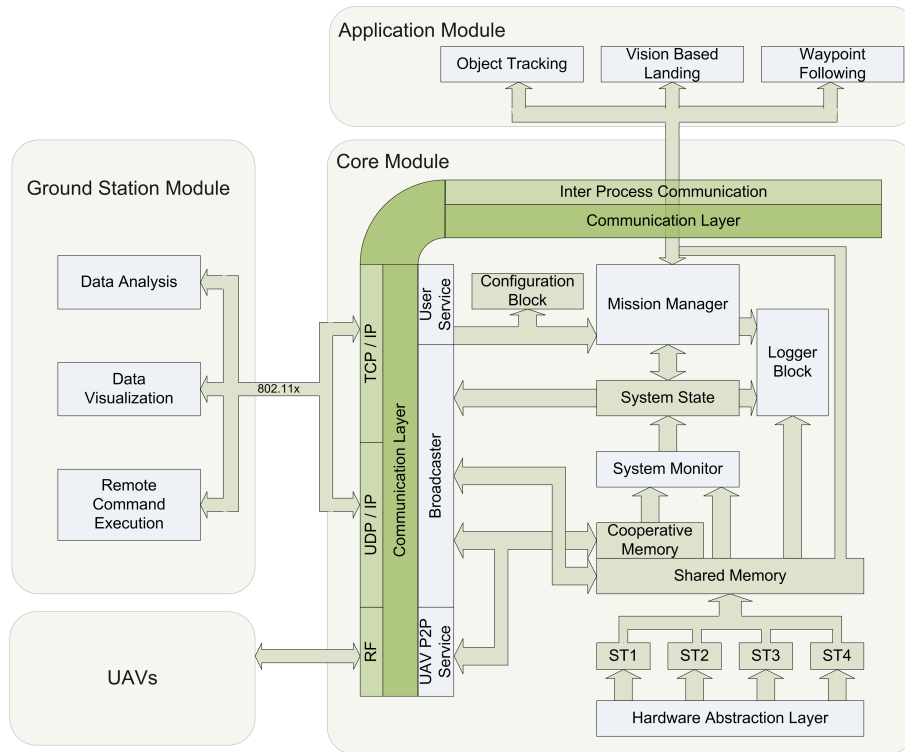 Application Module
Object Tracking
Vision Based
Landing
Waypoint
Following
Ground Station Module
Data Analysis
Data
Visualization
Remote
Command
Execution
802.11x
UAVs
Core Module
Inter Process Communication
Communication Layer
TCP / IP
UDP / IP
RF
Communication Layer
User
Service
Broadcaster
UAV P2P
Service
Configuration
Block
Mission Manager
Logger
Block
System State
System Monitor
Cooperative
Memory
Shared Memory
ST1
ST2
ST3
ST4
Hardware Abstraction Layer